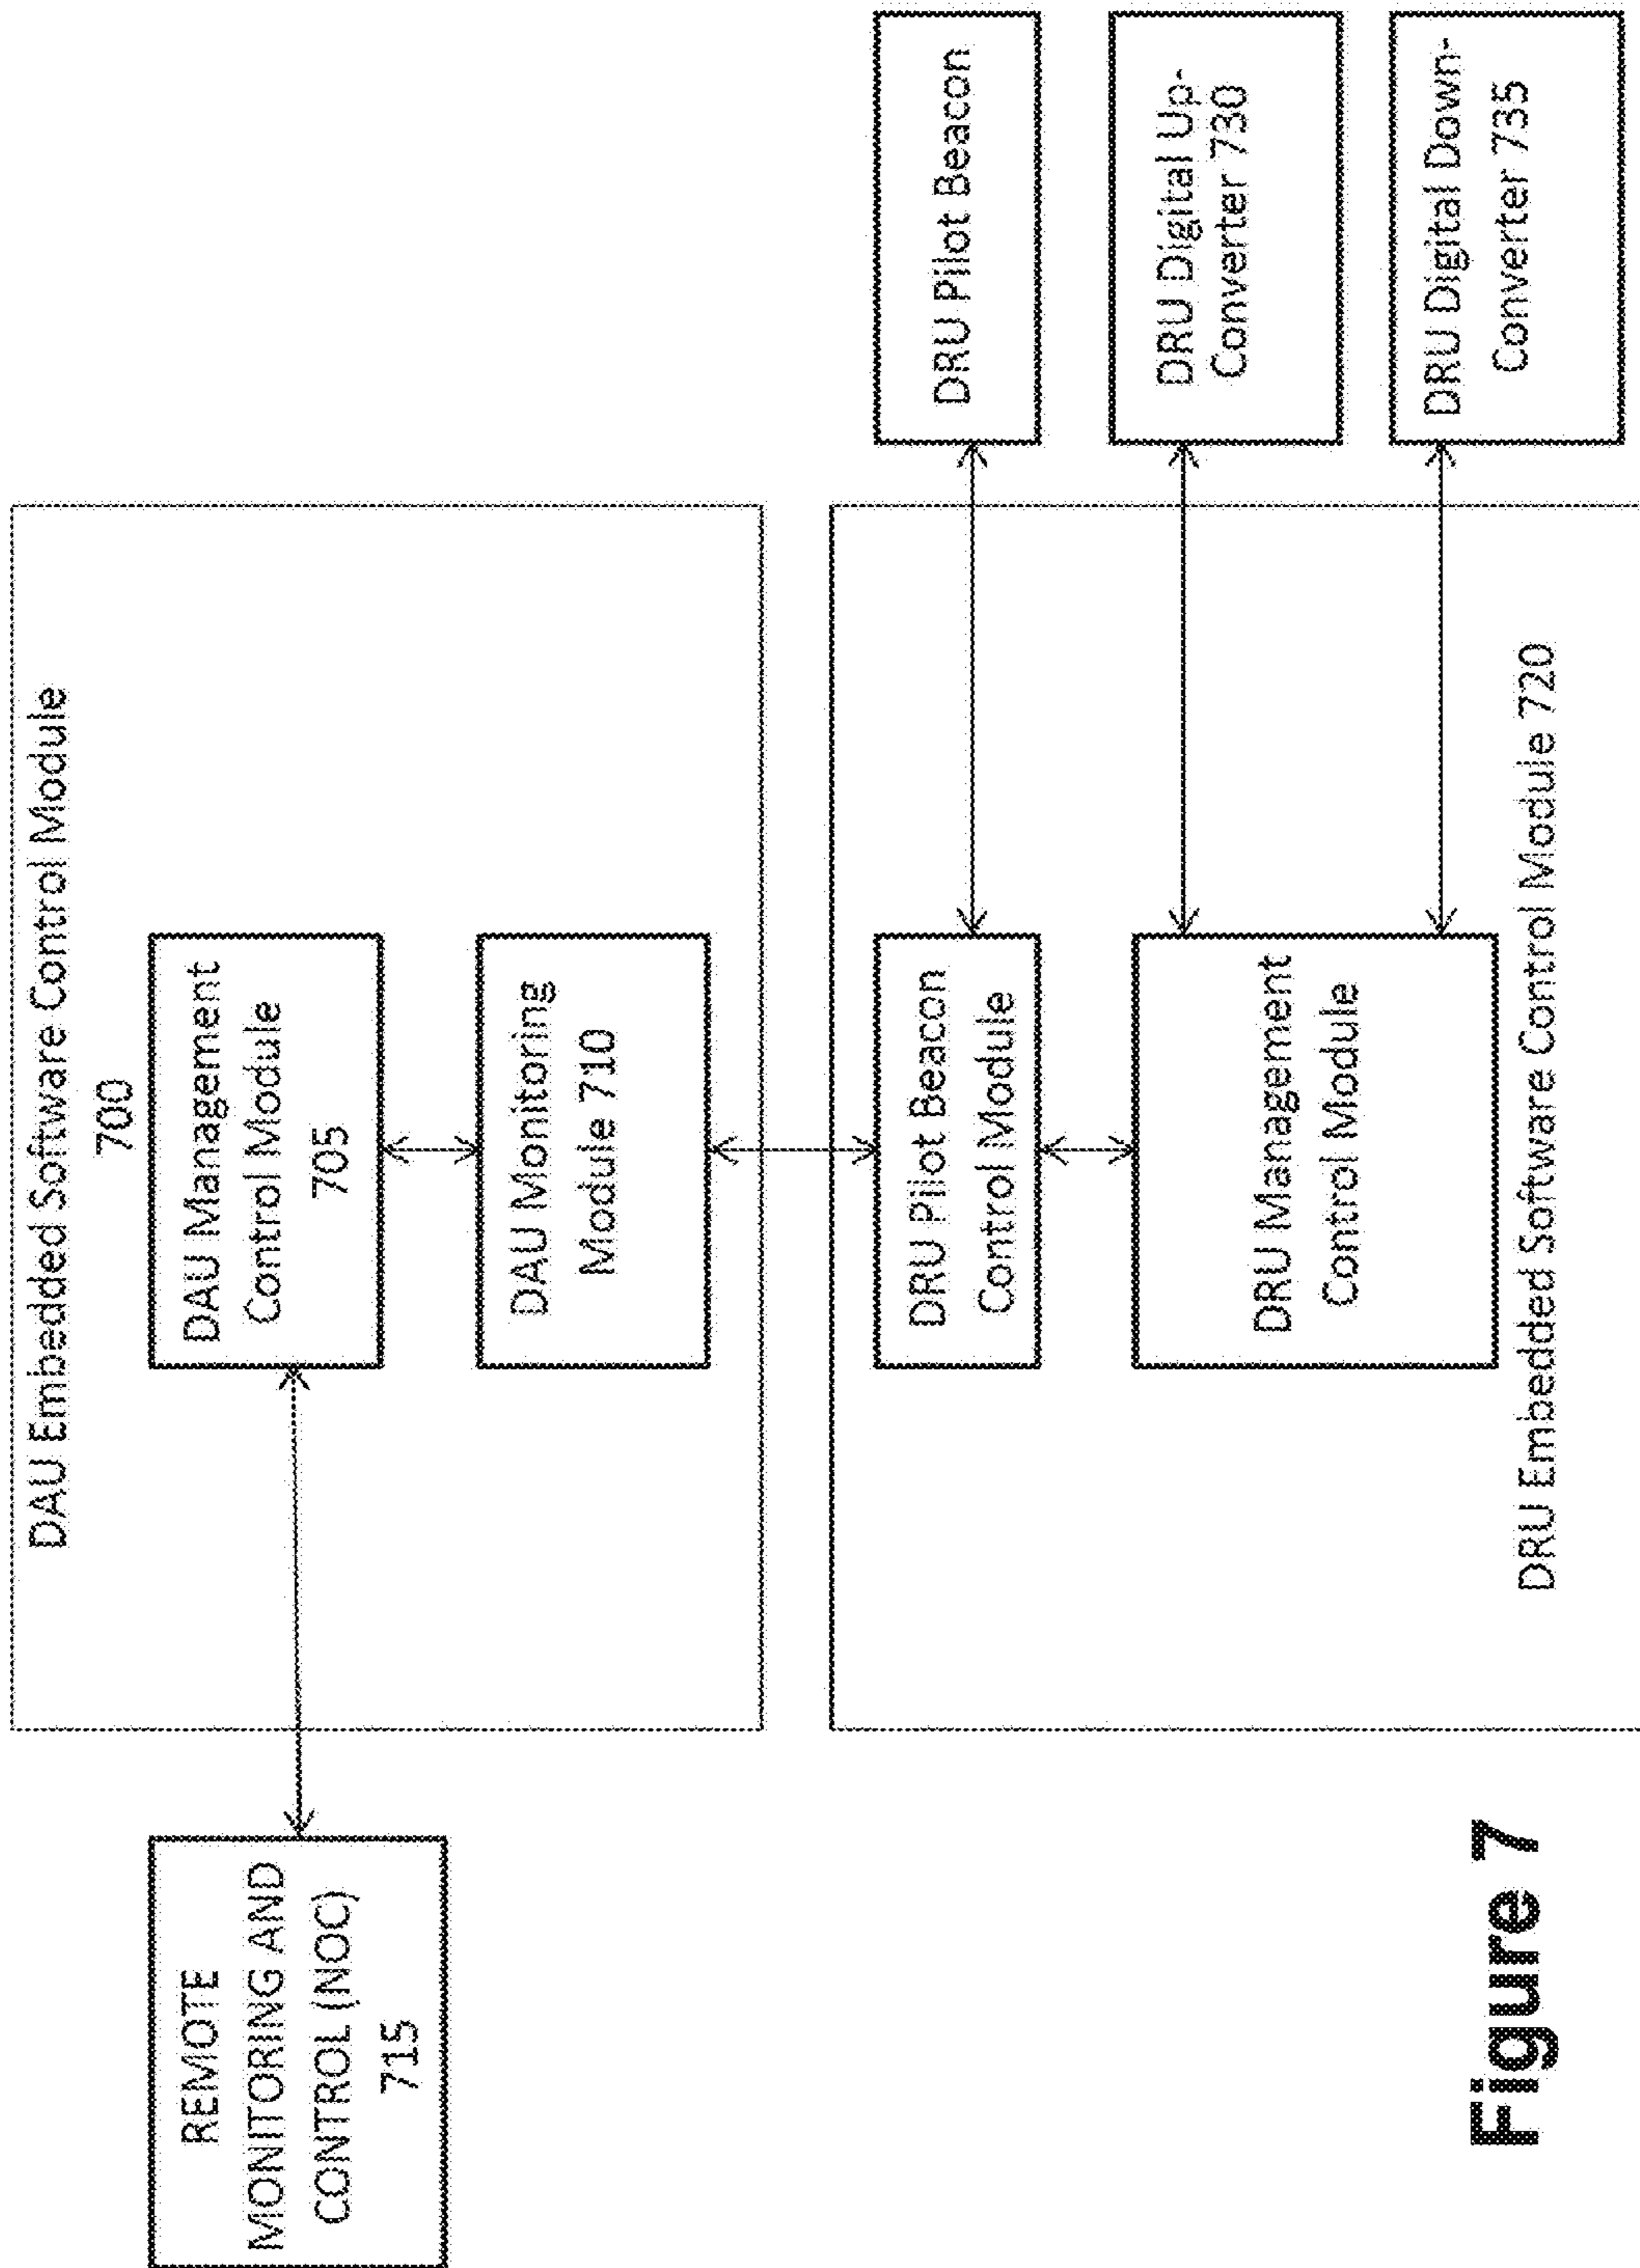 DAU Embedded Software Control Module
700
REMOTE
MONITORING AND
CONTROL (NOC)
715
DAU Management
Control Module
705
DAU Monitoring
Module 710
DRU Pilot Beacon
Control Module
DRU Pilot Beacon
DRU Management
Control Module
DRU Digital Up-
Converter 730
DRU Digital Down-
Converter 735
DRU Embedded Software Control Module 720
Figure 7